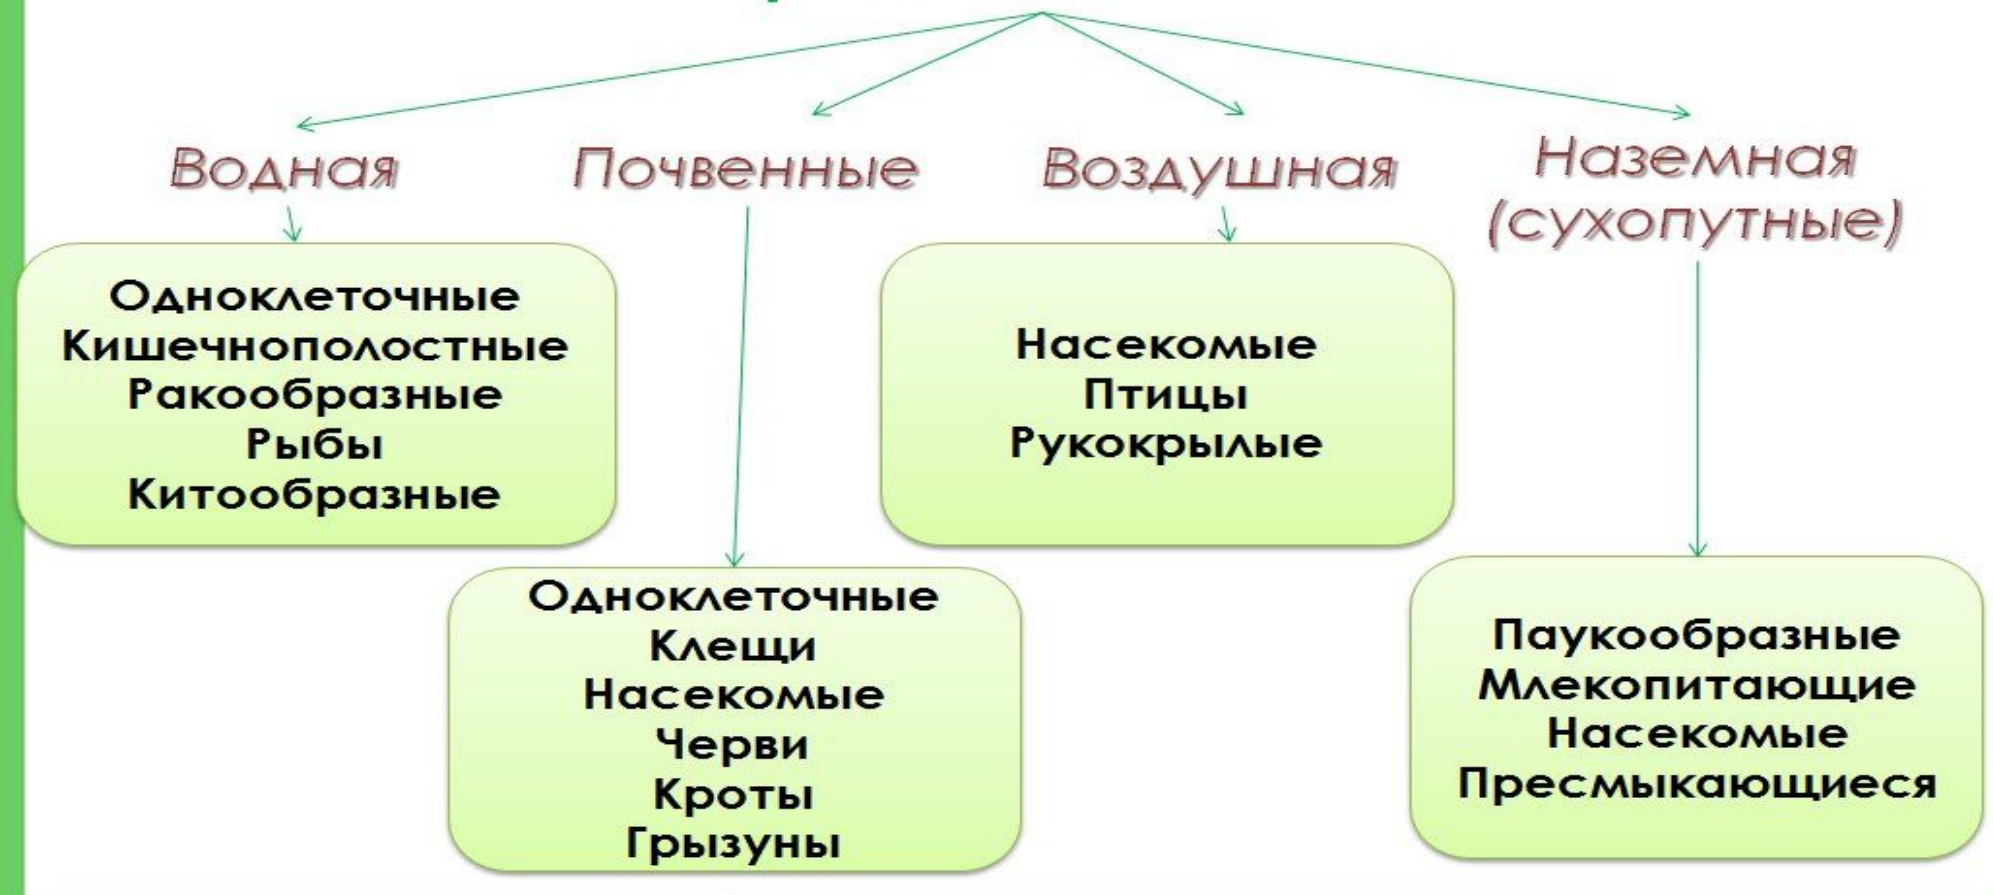 Водная
Почвенные
Воздушная
Наземная
(сухопутные)
Одноклеточные
Кишечнополостные
Ракообразные
Рыбы
Китообразные
Насекомые
Птицы
Рукокрылые
Одноклеточные
Клещи
Насекомые
Черви
Кроты
Грызуны
Паукообразные
Млекопитающие
Насекомые
Пресмыкающиеся